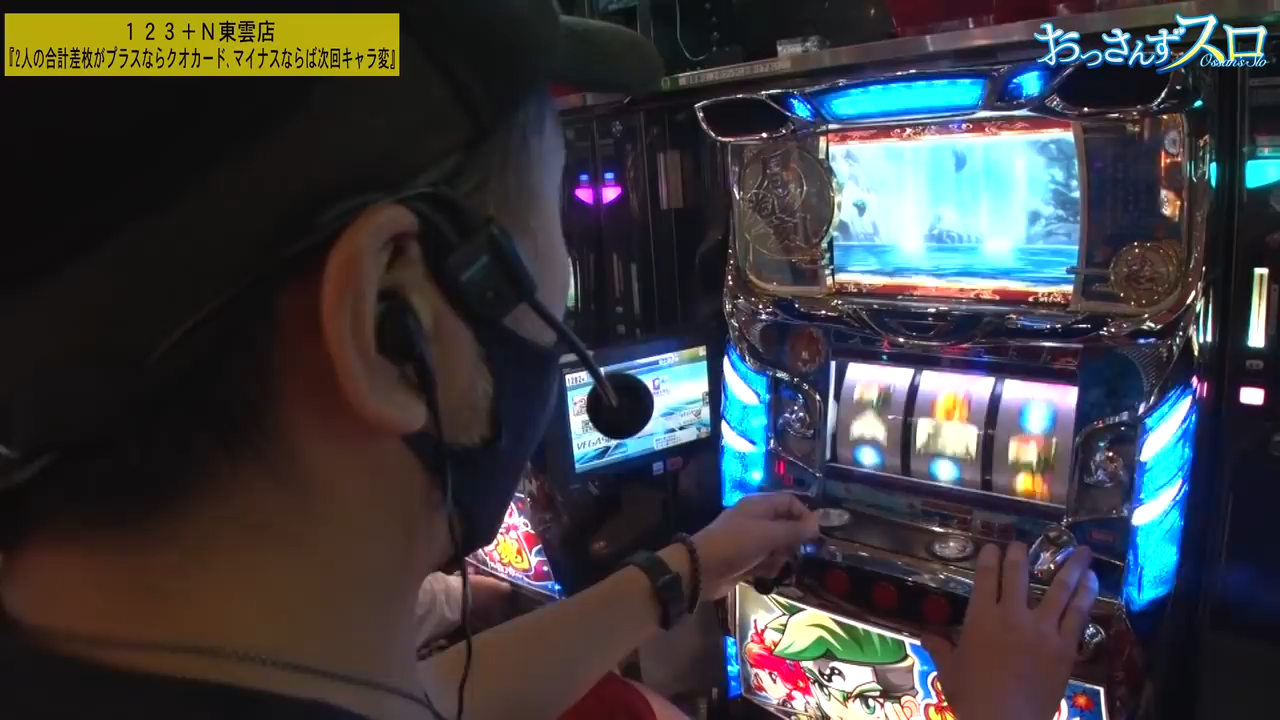 １２３＋Ｎ東雲店
『2人の合計差枚がプラスならクオカード､マイナスならば次回キャラ変』
おっさんずスロ
Ossan's Slo
VEGAS
魂